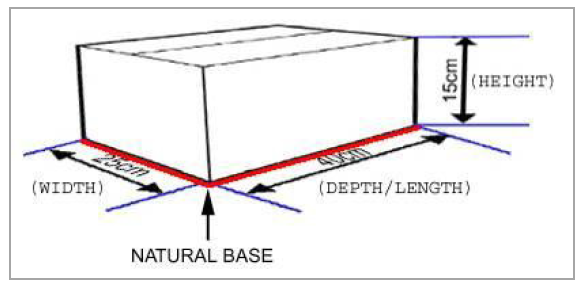 15cm
(HEIGHT)
25cm
40cm
(WIDTH)
(DEPTH/LENGTH)
NATURAL BASE